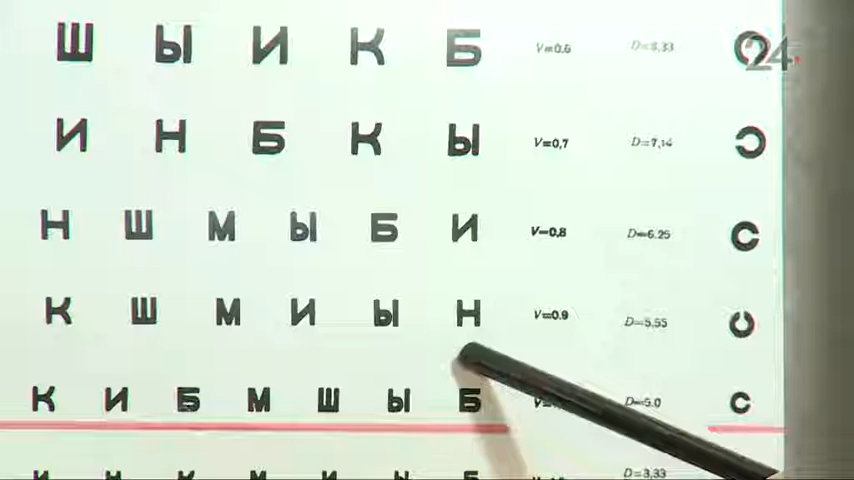 Ш Ы И К Б V=0.6 D=8.33 24.
И Н Б К Ы V=0,7 D=7,14
Н Ш М Ы Б И V=0.8 D=6.25
К Ш М И Ы Н V=0.9 D=5,55
К И Б М Ш Ы Б D=5.0
И Н К М И Ы Б D=3,33